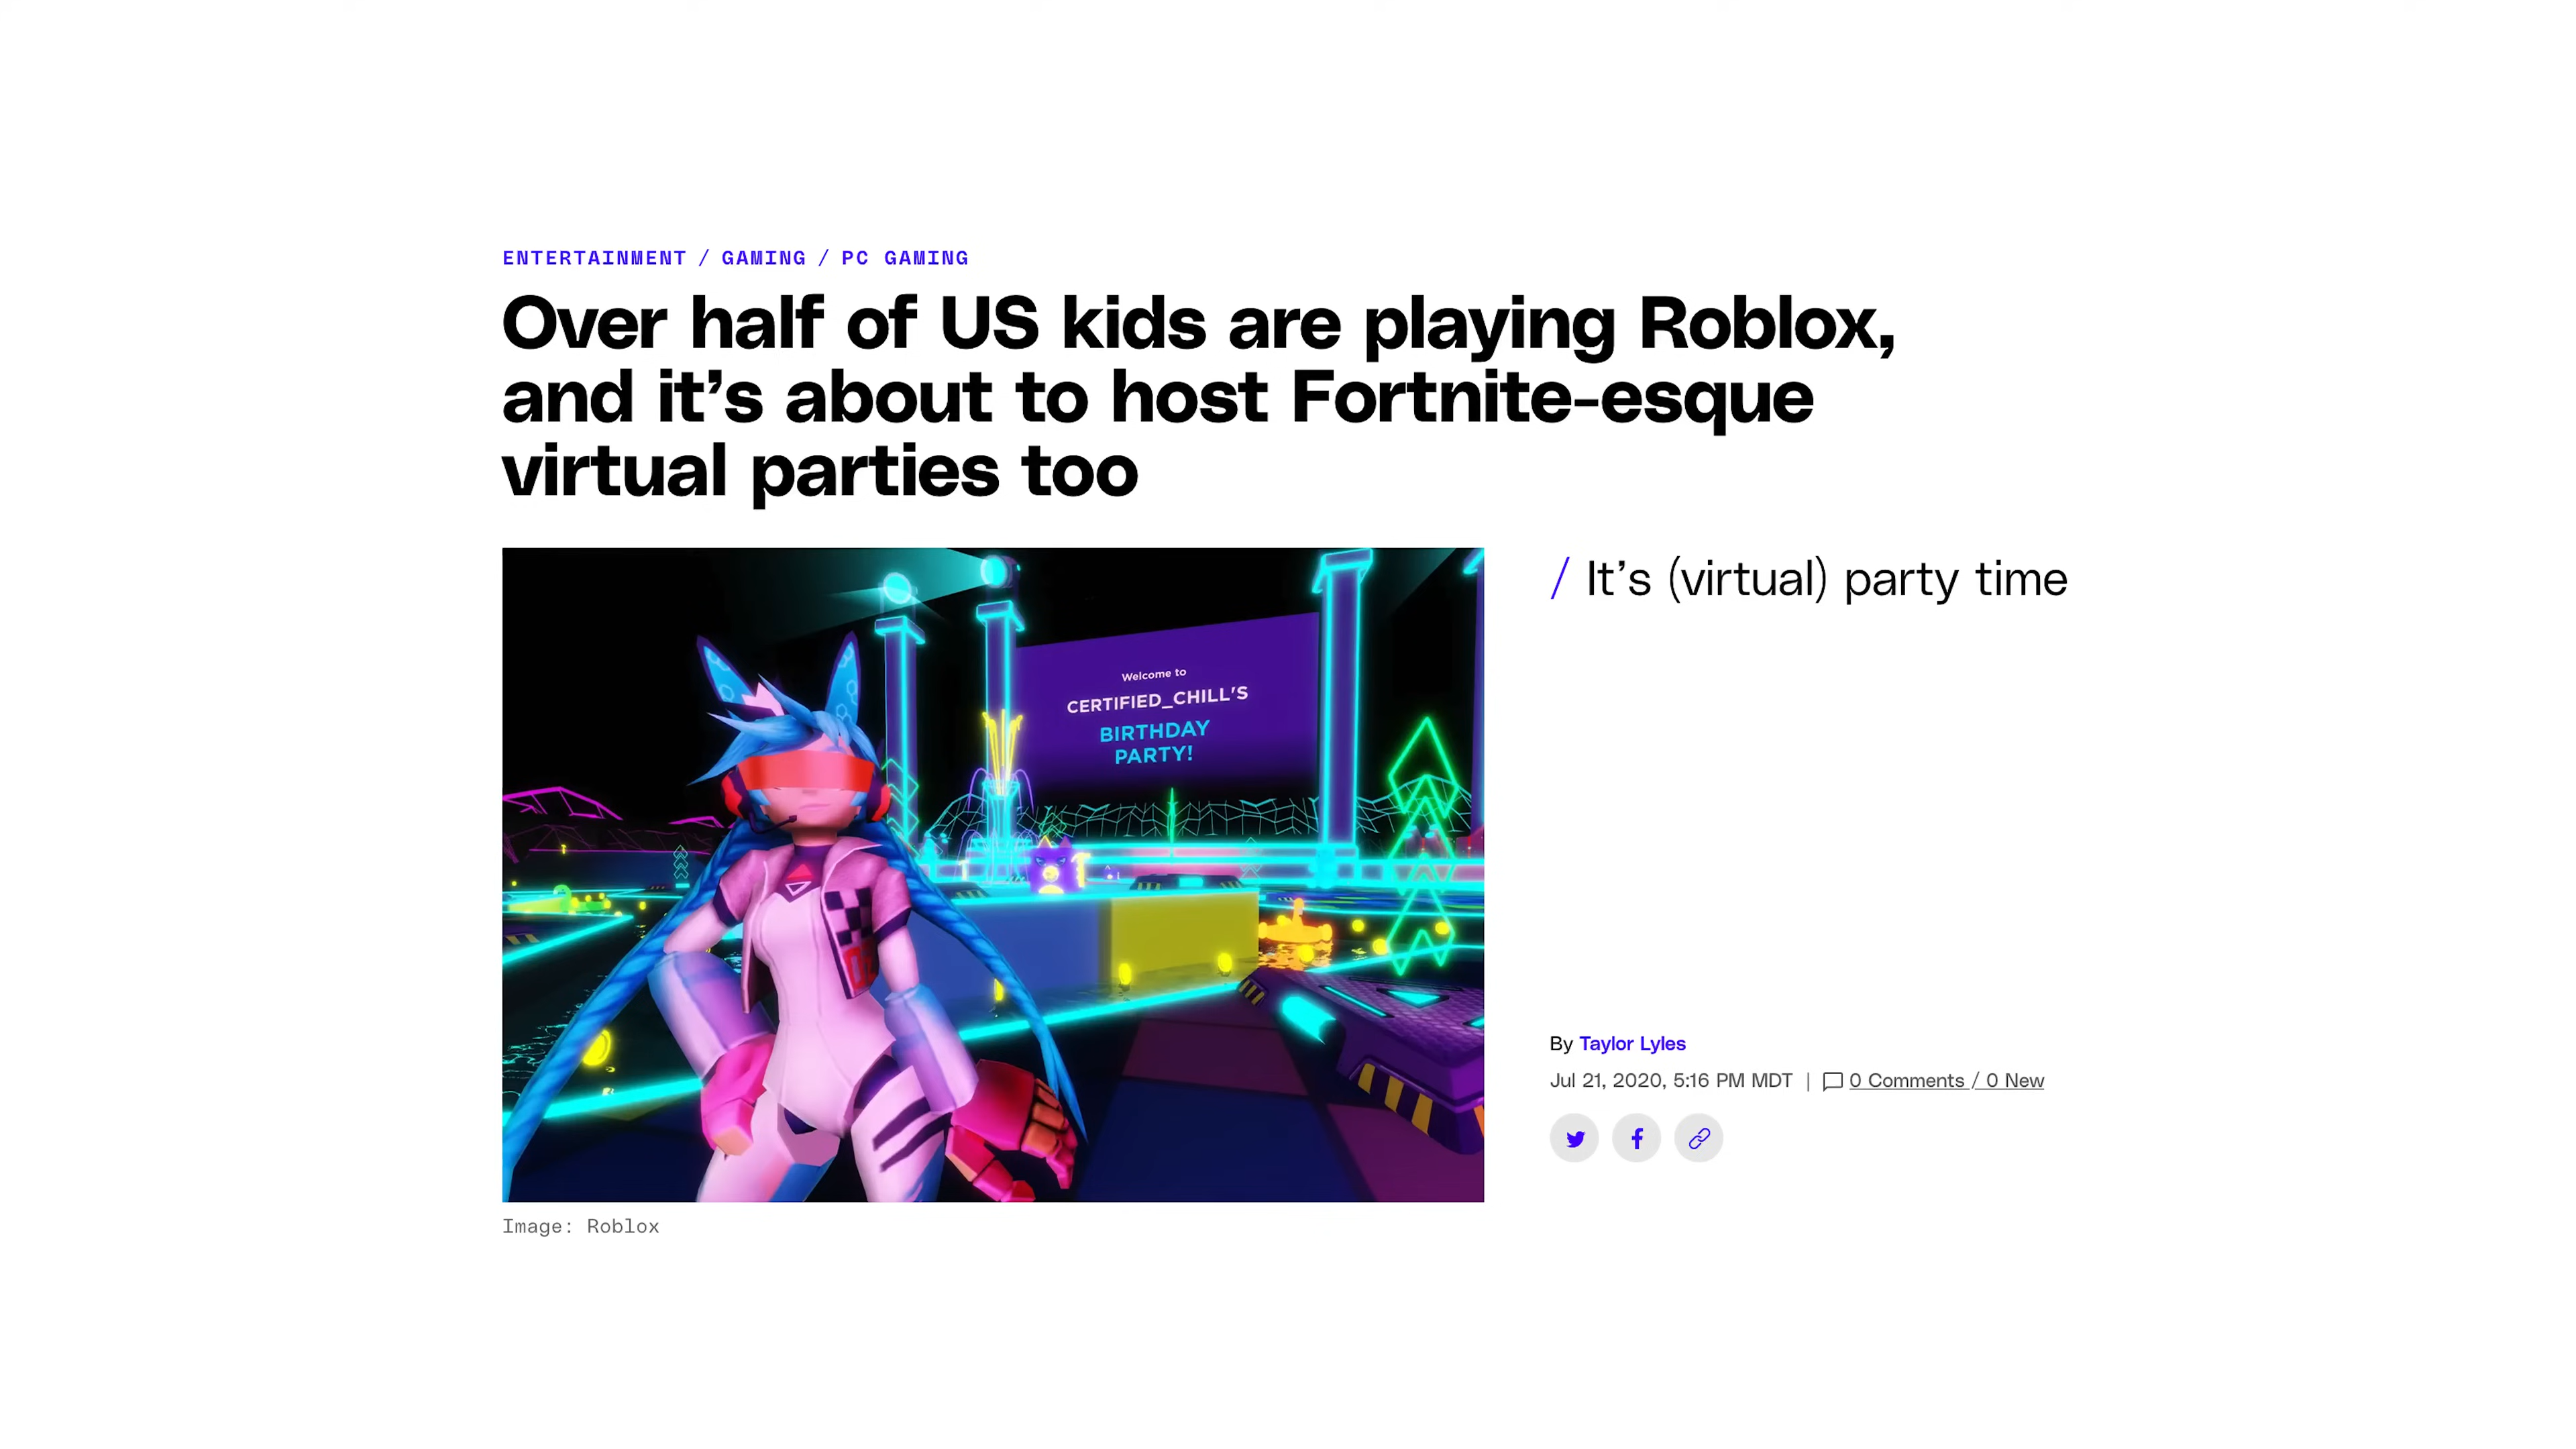 ENTERTAINMENT / GAMING / PC GAMING
Over half of US kids are playing Roblox,
and it’s about to host Fortnite-esque
virtual parties too
/ It’s (virtual) party time
Welcome to
CERTIFIED_CHILL'S
BIRTHDAY
PARTY!
By Taylor Lyles
Jul 21, 2020, 5:16 PM MDT | 0 Comments / 0 New
Image: Roblox